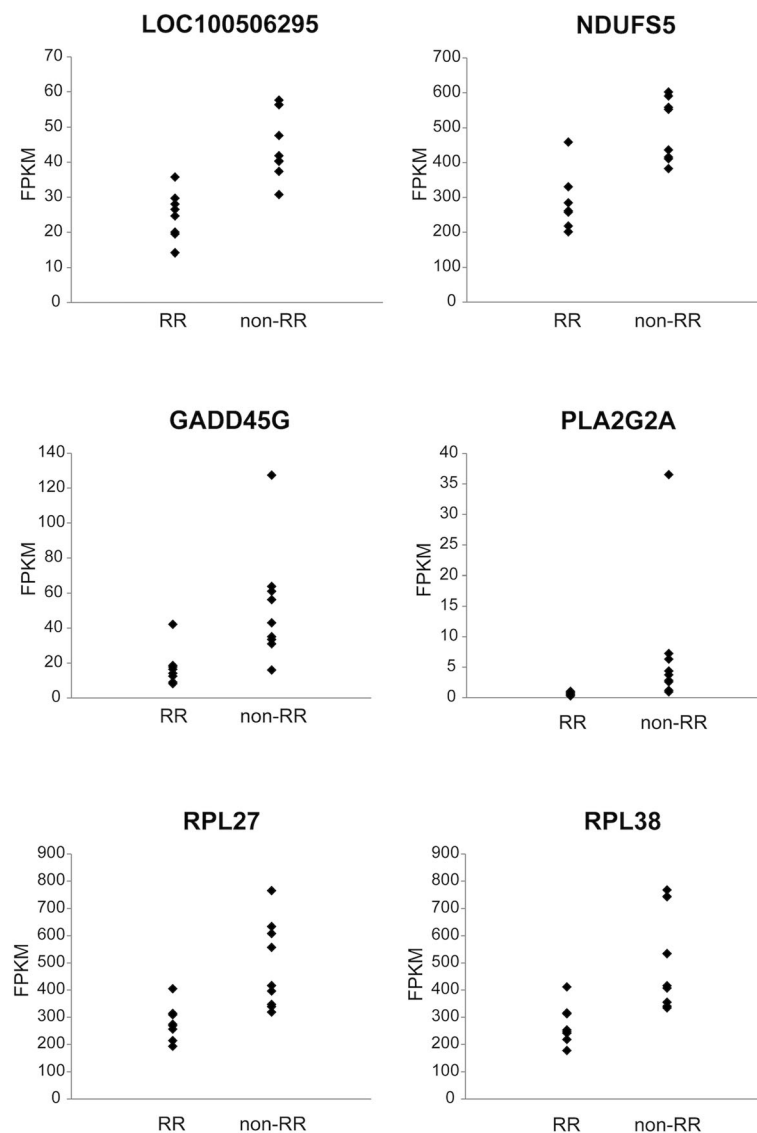 LOC100506295
70
60
50
40
30
20
10
0
FPKM
RR non-RR
NDUFS5
700
600
500
400
300
200
100
0
FPKM
RR non-RR
GADD45G
140
120
100
80
60
40
20
0
FPKM
RR non-RR
PLA2G2A
40
35
30
25
20
15
10
5
0
FPKM
RR non-RR
RPL27
900
800
700
600
500
400
300
200
100
0
FPKM
RR non-RR
RPL38
900
800
700
600
500
400
300
200
100
0
FPKM
RR non-RR